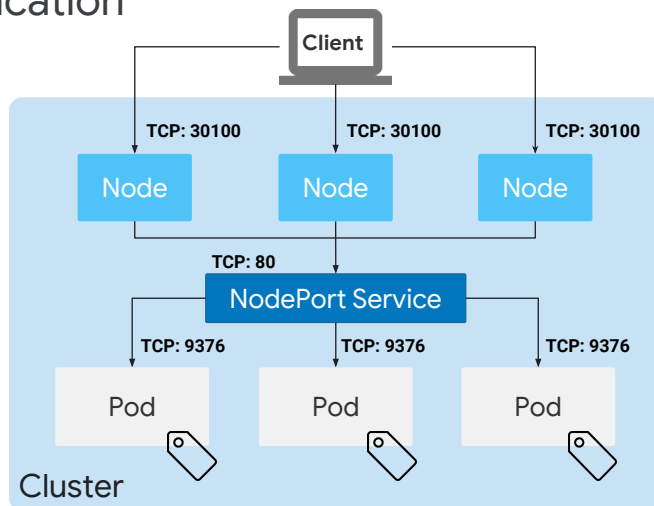 Client
TCP: 30100 TCP: 30100 TCP: 30100
Node Node Node
TCP: 80
NodePort Service
TCP: 9376 TCP: 9376 TCP: 9376
Pod Pod Pod
Cluster